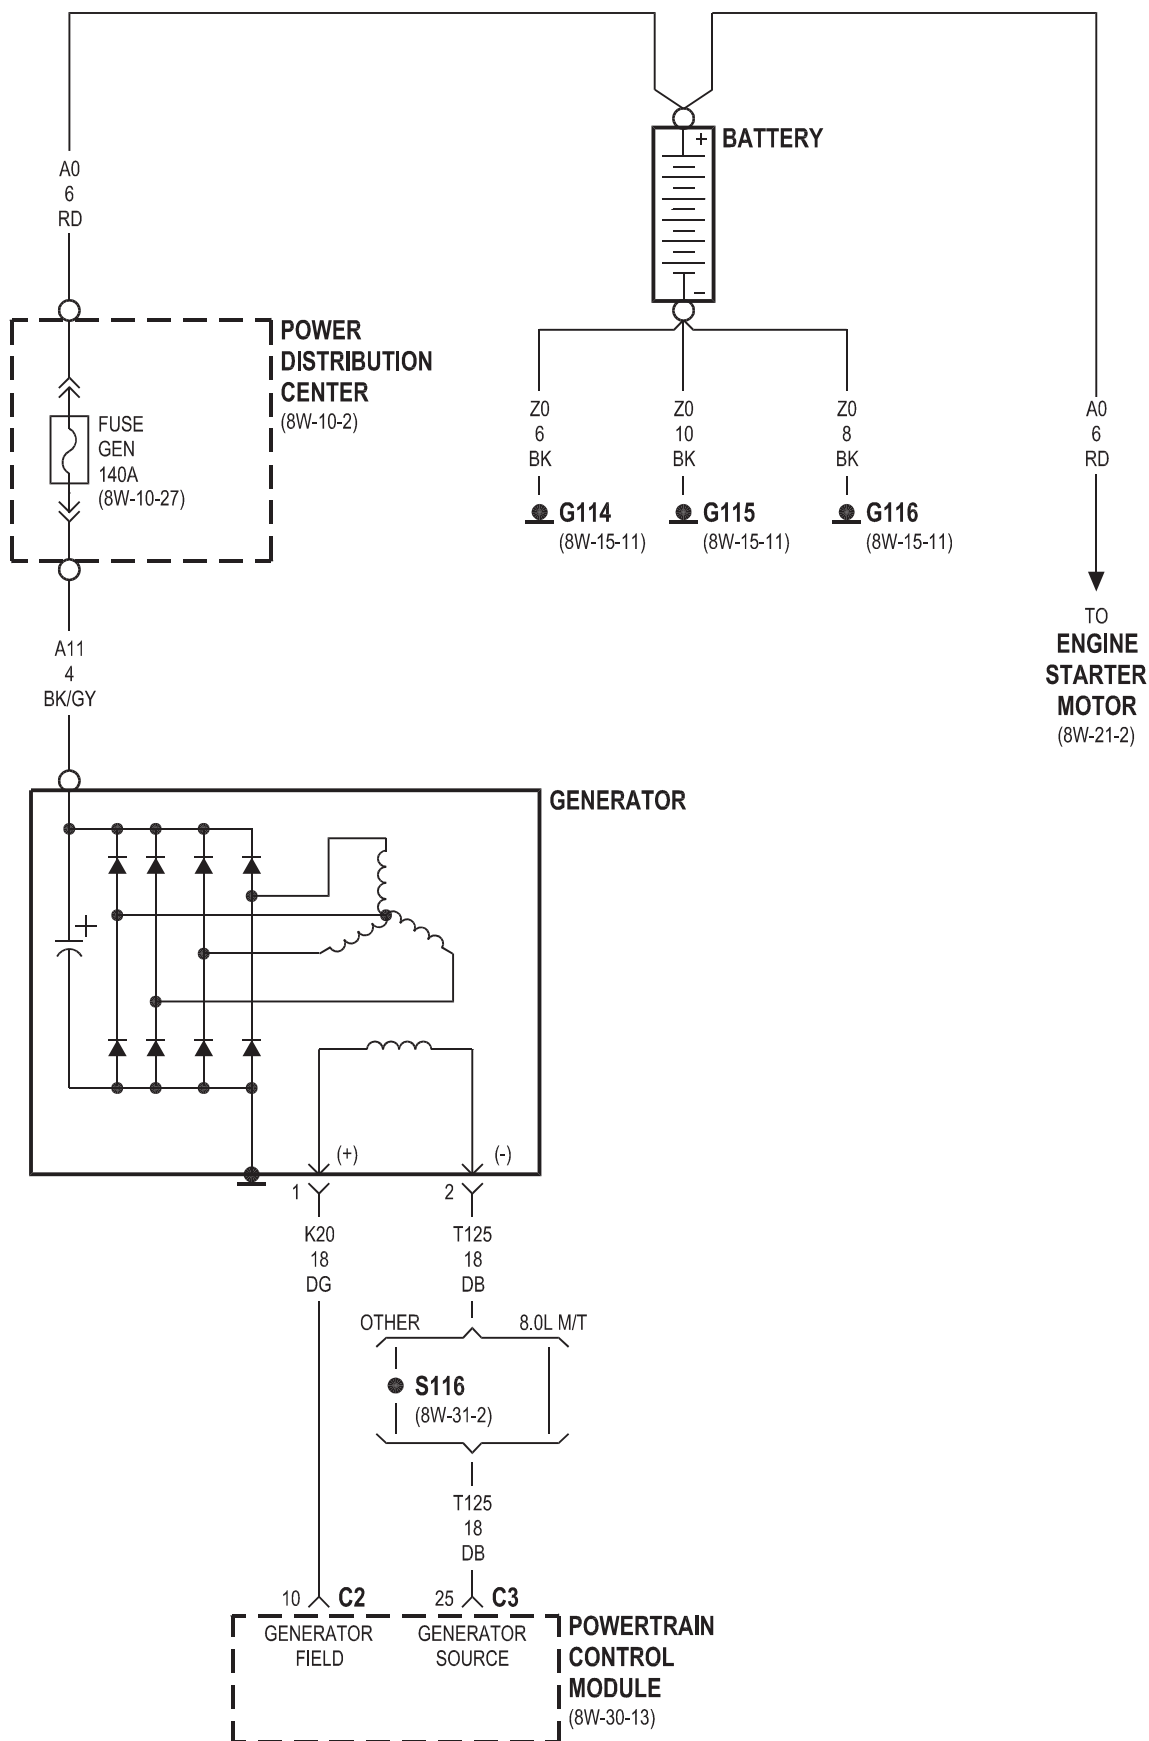 +
BATTERY
–
A0
6
RD
POWER
DISTRIBUTION
CENTER
(8W-10-2)
FUSE
GEN
140A
(8W-10-27)
Z0
6
BK
G114
(8W-15-11)
Z0
10
BK
G115
(8W-15-11)
Z0
8
BK
G116
(8W-15-11)
A0
6
RD
TO
ENGINE
STARTER
MOTOR
(8W-21-2)
A11
4
BK/GY
GENERATOR
+
(+)
(-)
1
2
K20
18
DG
T125
18
DB
OTHER
8.0L M/T
S116
(8W-31-2)
T125
18
DB
10 C2
25 C3
GENERATOR
FIELD
GENERATOR
SOURCE
POWERTRAIN
CONTROL
MODULE
(8W-30-13)